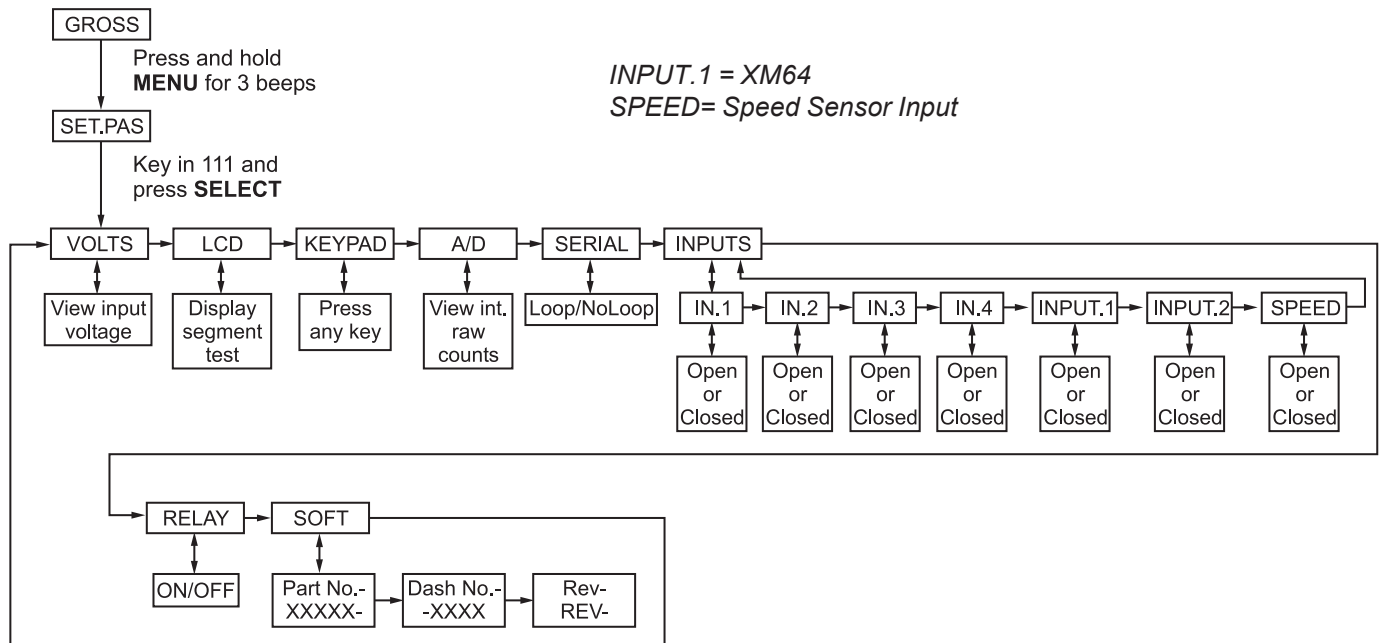 GROSS
Press and hold
MENU for 3 beeps
INPUT.1 = XM64
SPEED= Speed Sensor Input
SET.PAS
Key in 111 and
press SELECT
VOLTS
LCD
KEYPAD
A/D
SERIAL
INPUTS
View input
voltage
Display
segment
test
Press
any key
View int.
raw
counts
Loop/NoLoop
IN.1
IN.2
IN.3
IN.4
INPUT.1
INPUT.2
SPEED
Open
or
Closed
Open
or
Closed
Open
or
Closed
Open
or
Closed
Open
or
Closed
Open
or
Closed
Open
or
Closed
RELAY
SOFT
ON/OFF
Part No.-
XXXXX-
Dash No.-
-XXXX
Rev-
REV-